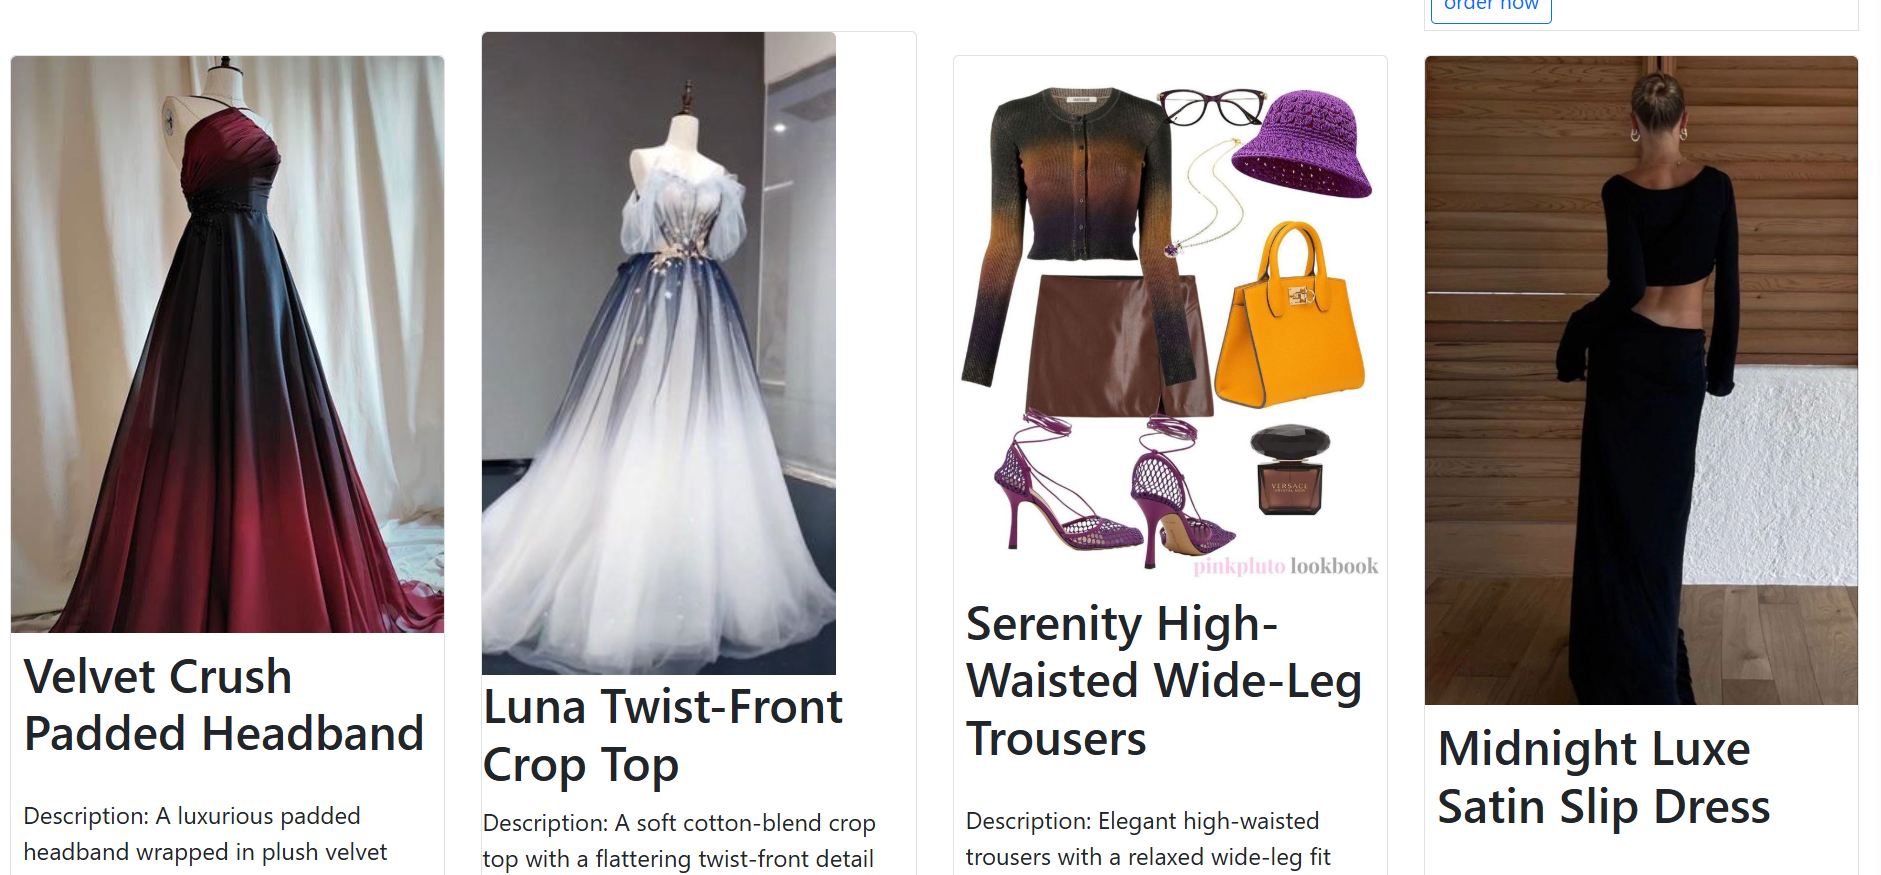 order now
Velvet Crush
Padded Headband
Description: A luxurious padded
headband wrapped in plush velvet
Luna Twist-Front
Crop Top
Description: A soft cotton-blend crop
top with a flattering twist-front detail
VERSACE
pinkpluto lookbook
Serenity High-
Waisted Wide-Leg
Trousers
Description: Elegant high-waisted
trousers with a relaxed wide-leg fit
Midnight Luxe
Satin Slip Dress